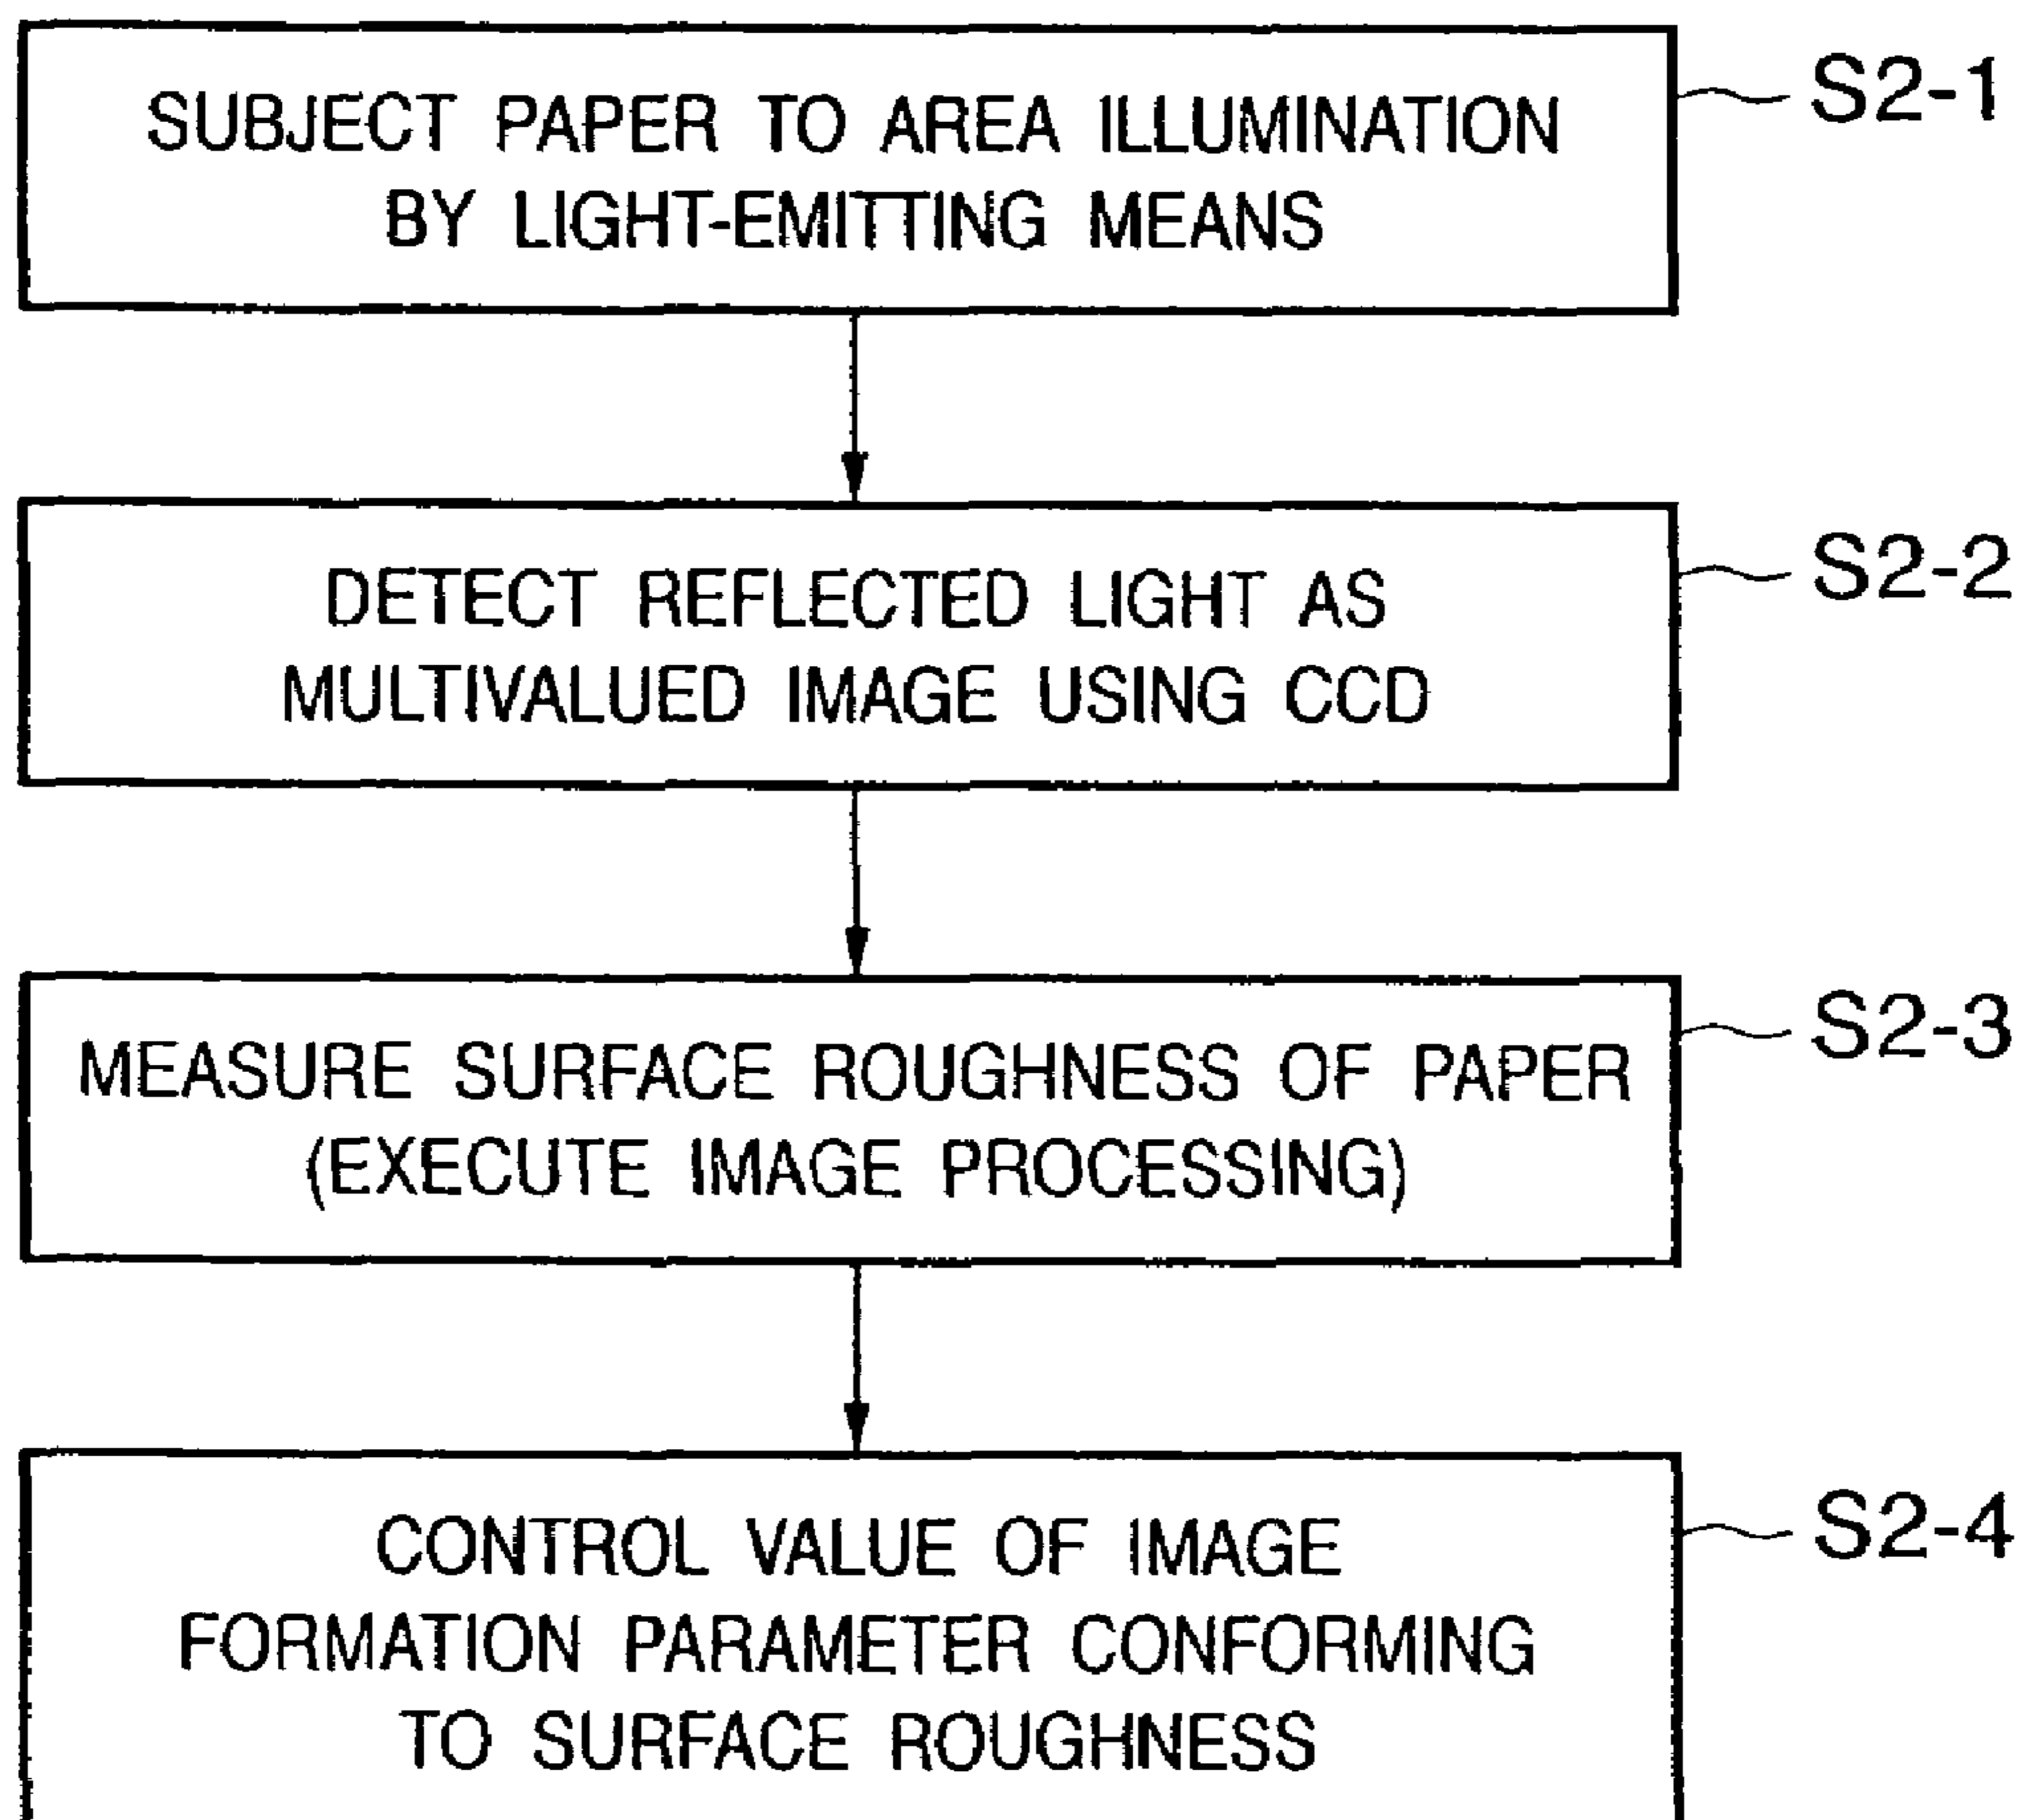 SUBJECT PAPER TO AREA ILLUMINATION
BY LIGHT-EMITTING MEANS
S2-1
DETECT REFLECTED LIGHT AS
MULTIVALUED IMAGE USING CCD
S2-2
MEASURE SURFACE ROUGHNESS OF PAPER
(EXECUTE IMAGE PROCESSING)
S2-3
CONTROL VALUE OF IMAGE
FORMATION PARAMETER CONFORMING
TO SURFACE ROUGHNESS
S2-4